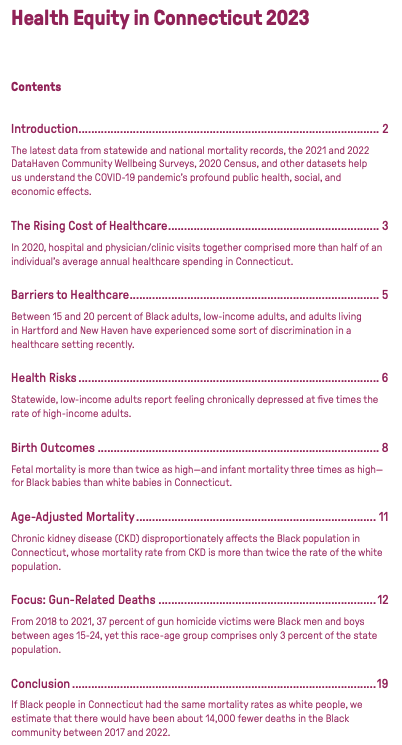 Health Equity in Connecticut 2023
Contents
Introduction.......................................................................................... 2
The latest data from statewide and national mortality records, the 2021 and 2022
DataHaven Community Wellbeing Surveys, 2020 Census, and other datasets help
us understand the COVID-19 pandemic's profound public health, social, and
economic effects.
The Rising Cost of Healthcare............................................................... 3
In 2020, hospital and physician/clinic visits together comprised more than half of an
individual's average annual healthcare spending in Connecticut.
Barriers to Healthcare.......................................................................... 5
Between 15 and 20 percent of Black adults, low-income adults, and adults living
in Hartford and New Haven have experienced some sort of discrimination in a
healthcare setting recently.
Health Risks ......................................................................................... 6
Statewide, low-income adults report feeling chronically depressed at five times the
rate of high-income adults.
Birth Outcomes .................................................................................... 8
Fetal mortality is more than twice as high—and infant mortality three times as high—
for Black babies than white babies in Connecticut.
Age-Adjusted Mortality........................................................................ 11
Chronic kidney disease (CKD) disproportionately affects the Black population in
Connecticut, whose mortality rate from CKD is more than twice the rate of the white
population.
Focus: Gun-Related Deaths .................................................................12
From 2018 to 2021, 37 percent of gun homicide victims were Black men and boys
between ages 15-24, yet this race-age group comprises only 3 percent of the state
population.
Conclusion ...........................................................................................19
If Black people in Connecticut had the same mortality rates as white people, we
estimate that there would have been about 14,000 fewer deaths in the Black
community between 2017 and 2022.